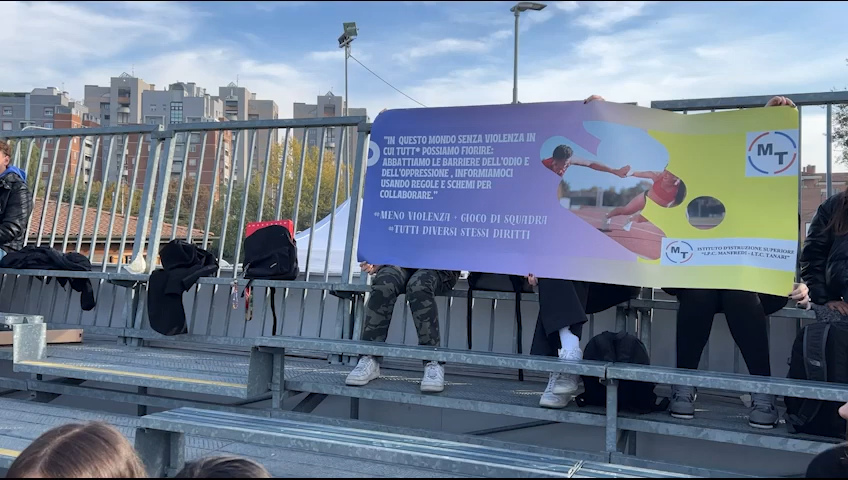 "IN QUESTO MONDO SENZA VIOLENZA IN
CUI TUTT* POSSIAMO FIORIRE:
ABBATTIAMO LE BARRIERE DELL'ODIO E
DELL'OPPRESSIONE, INFORMIAMOCI
USANDO REGOLE E SCHEMI PER
COLLABORARE."
#MENO VIOLENZA + GIOCO DI SQUADRA
#TUTTI DIVERSI STESSI DIRITTI
MT
MT
ISTITUTO D'ISTRUZIONE SUPERIORE
"I.P.C. MANFREDI - I.T.C. TANARI"